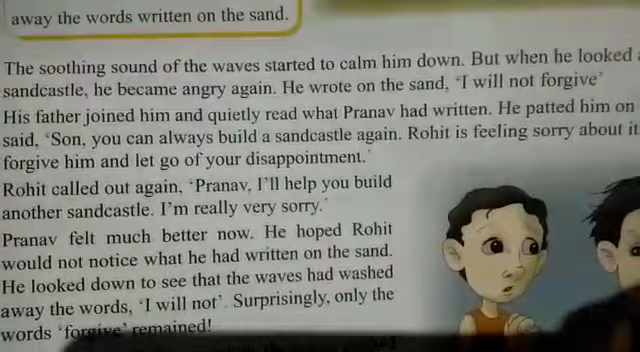 away the words written on the sand.
The soothing sound of the waves started to calm him down. But when he looked
sandcastle, he became angry again. He wrote on the sand, ‘I will not forgive’
His father joined him and quietly read what Pranav had written. He patted him on
said, ‘Son, you can always build a sandcastle again. Rohit is feeling sorry about it
forgive him and let go of your disappointment.’
Rohit called out again, ‘Pranav, I’ll help you build
another sandcastle. I’m really very sorry.’
Pranav felt much better now. He hoped Rohit
would not notice what he had written on the sand.
He looked down to see that the waves had washed
away the words, ‘I will not’. Surprisingly, only the
words ‘forgive’ remained!